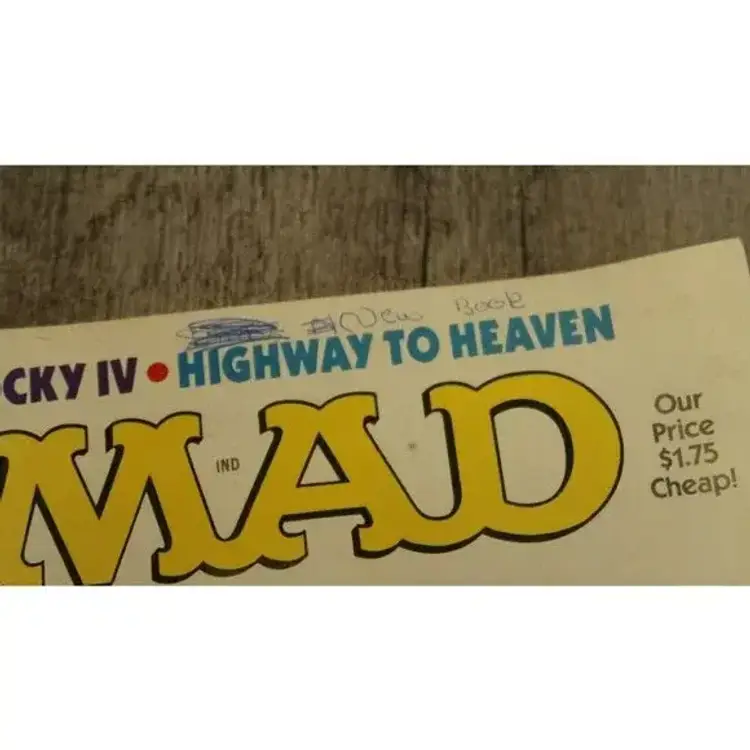 New Book
CKY IV • HIGHWAY TO HEAVEN
MAD
IND
Our
Price
$1.75
Cheap!